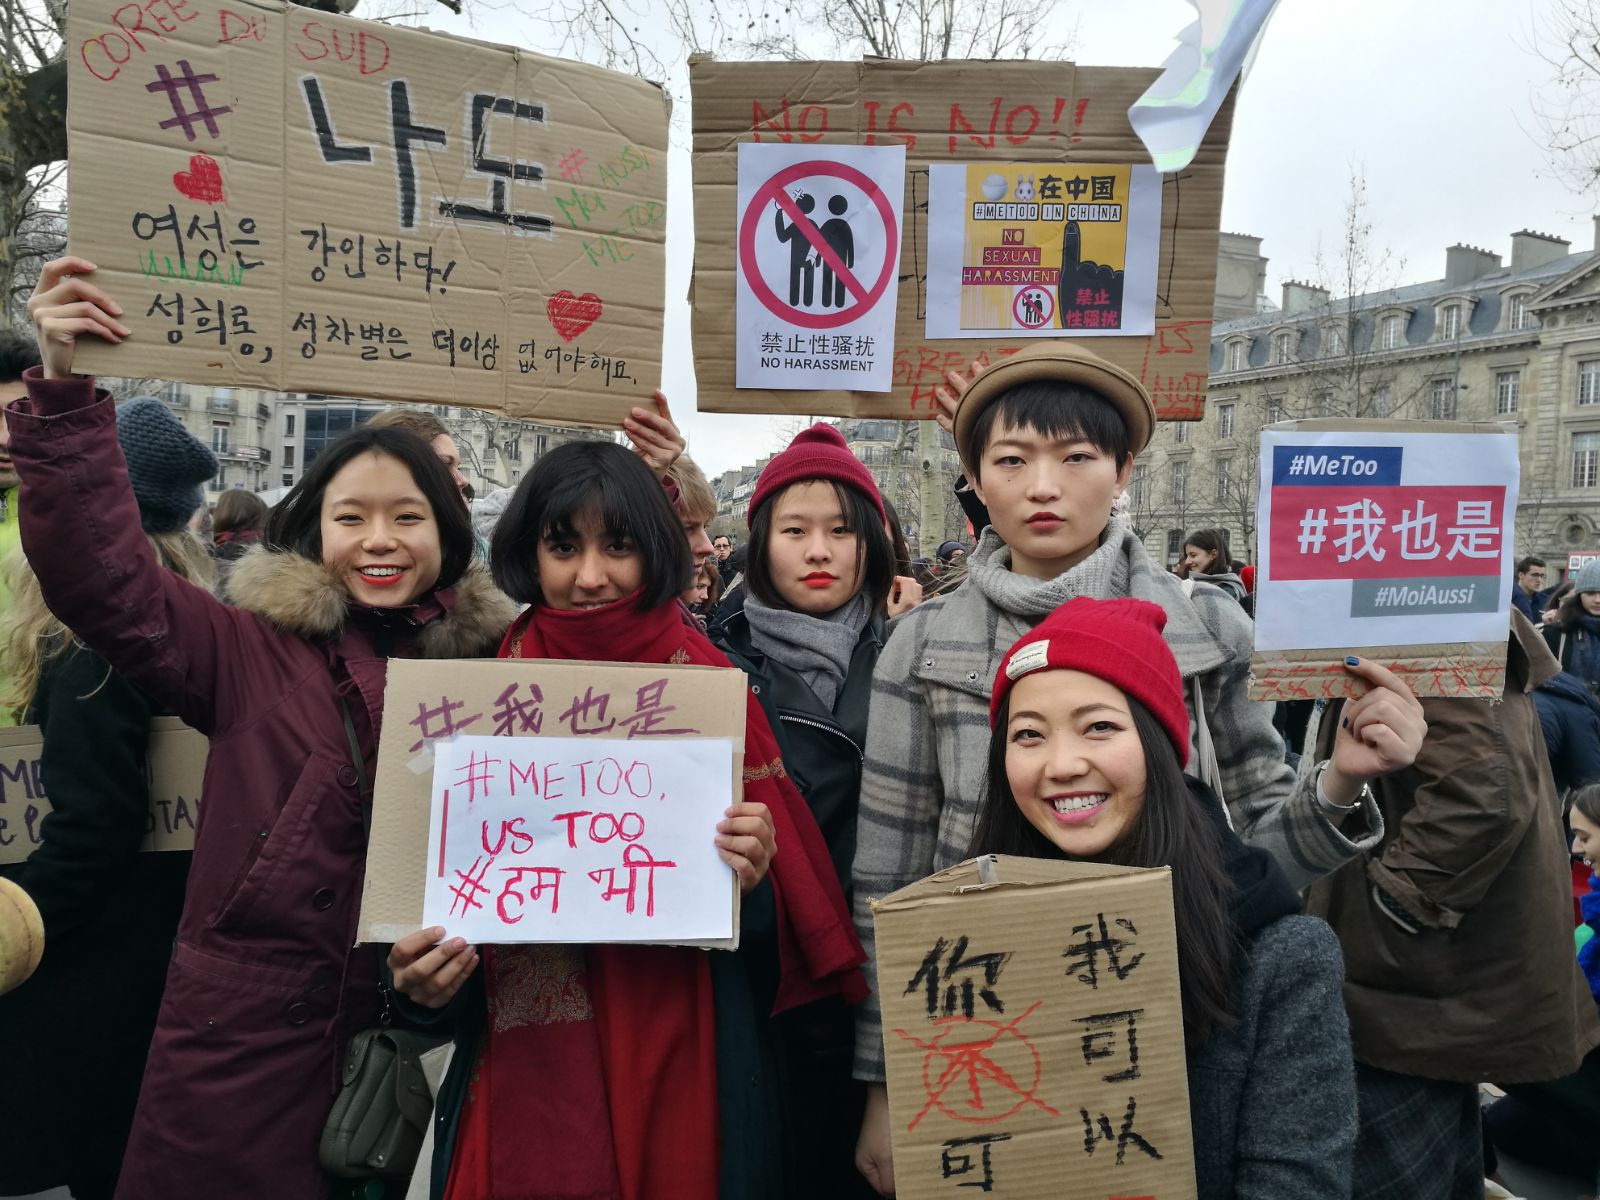 COREE DU SUD
#
나도
# MOI AUSSI
ME TOO
여성은 강인하다!
성희롱, 성차별은 더이상 없어야해요.
NO IS NO!!
禁止性骚扰
NO HARASSMENT
在中国
#METOO IN CHINA
NO
SEXUAL
HARASSMENT
禁止
性骚扰
IS
NOT
#MeToo
#我也是
#MoiAussi
#我也是
#METOO,
US TOO
#हम भी
我可以
你不可